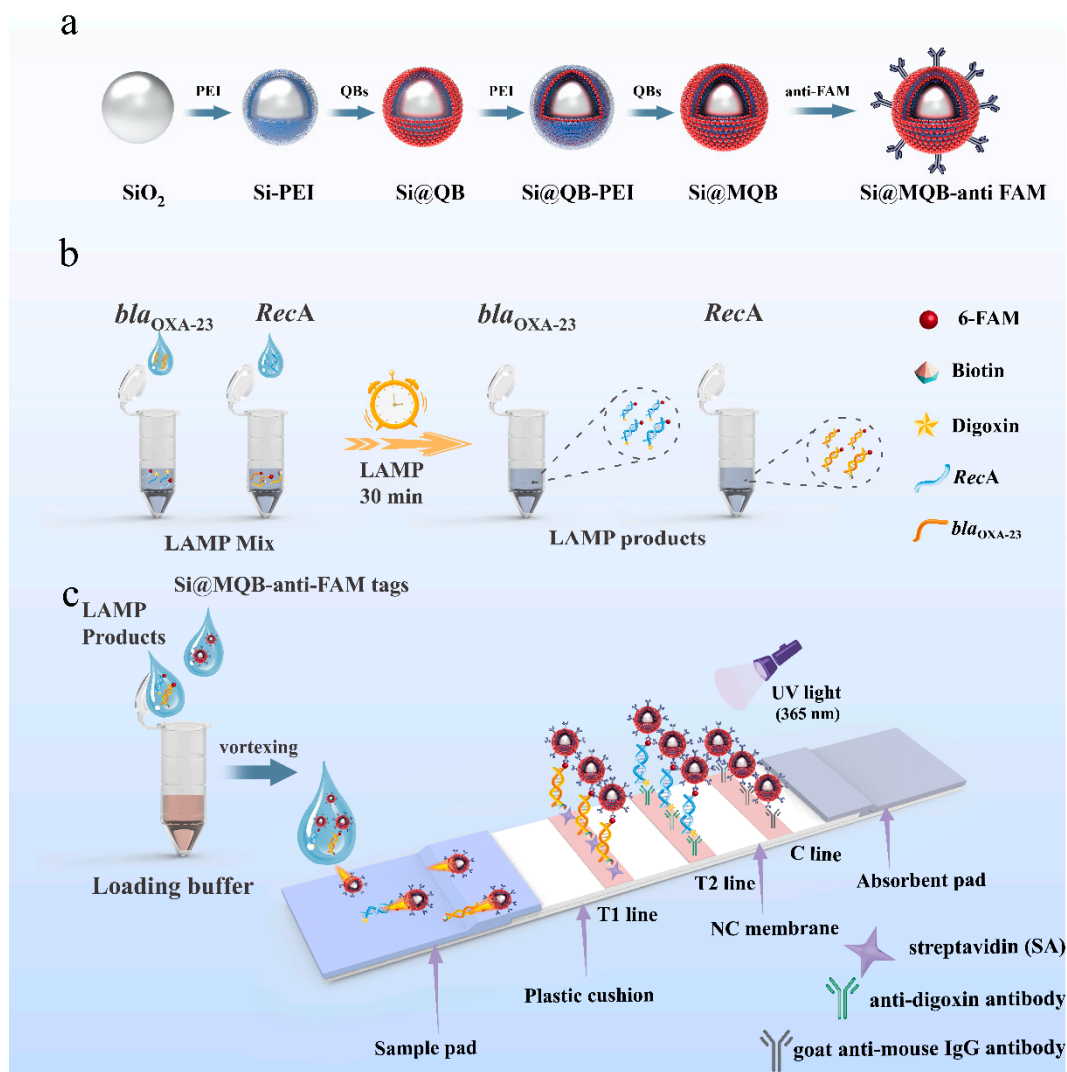 a
PEI
QBs
PEI
QBs
anti-FAM
SiO2
Si-PEI
Si@QB
Si@QB-PEI
Si@MQB
Si@MQB-anti FAM
b
blaOXA-23
RecA
LAMP
30 min
blaOXA-23
RecA
6-FAM
Biotin
Digoxin
RecA
blaOXA-23
LAMP Mix
LAMP products
c
Si@MQB-anti-FAM tags
LAMP
Products
vortexing
Loading buffer
UV light
(365 nm)
C line
Absorbent pad
T2 line
NC membrane
T1 line
Plastic cushion
Sample pad
streptavidin (SA)
anti-digoxin antibody
goat anti-mouse IgG antibody